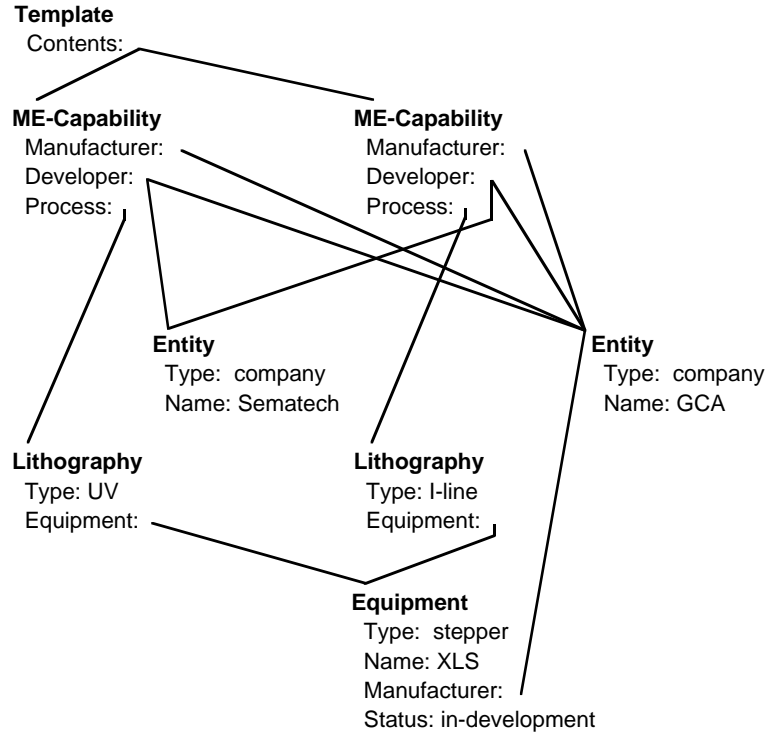 Template
Contents:
ME-Capability
Manufacturer:
Developer:
Process:
ME-Capability
Manufacturer:
Developer:
Process:
Entity
Type: company
Name: Sematech
Entity
Type: company
Name: GCA
Lithography
Type: UV
Equipment:
Lithography
Type: I-line
Equipment:
Equipment
Type: stepper
Name: XLS
Manufacturer:
Status: in-development